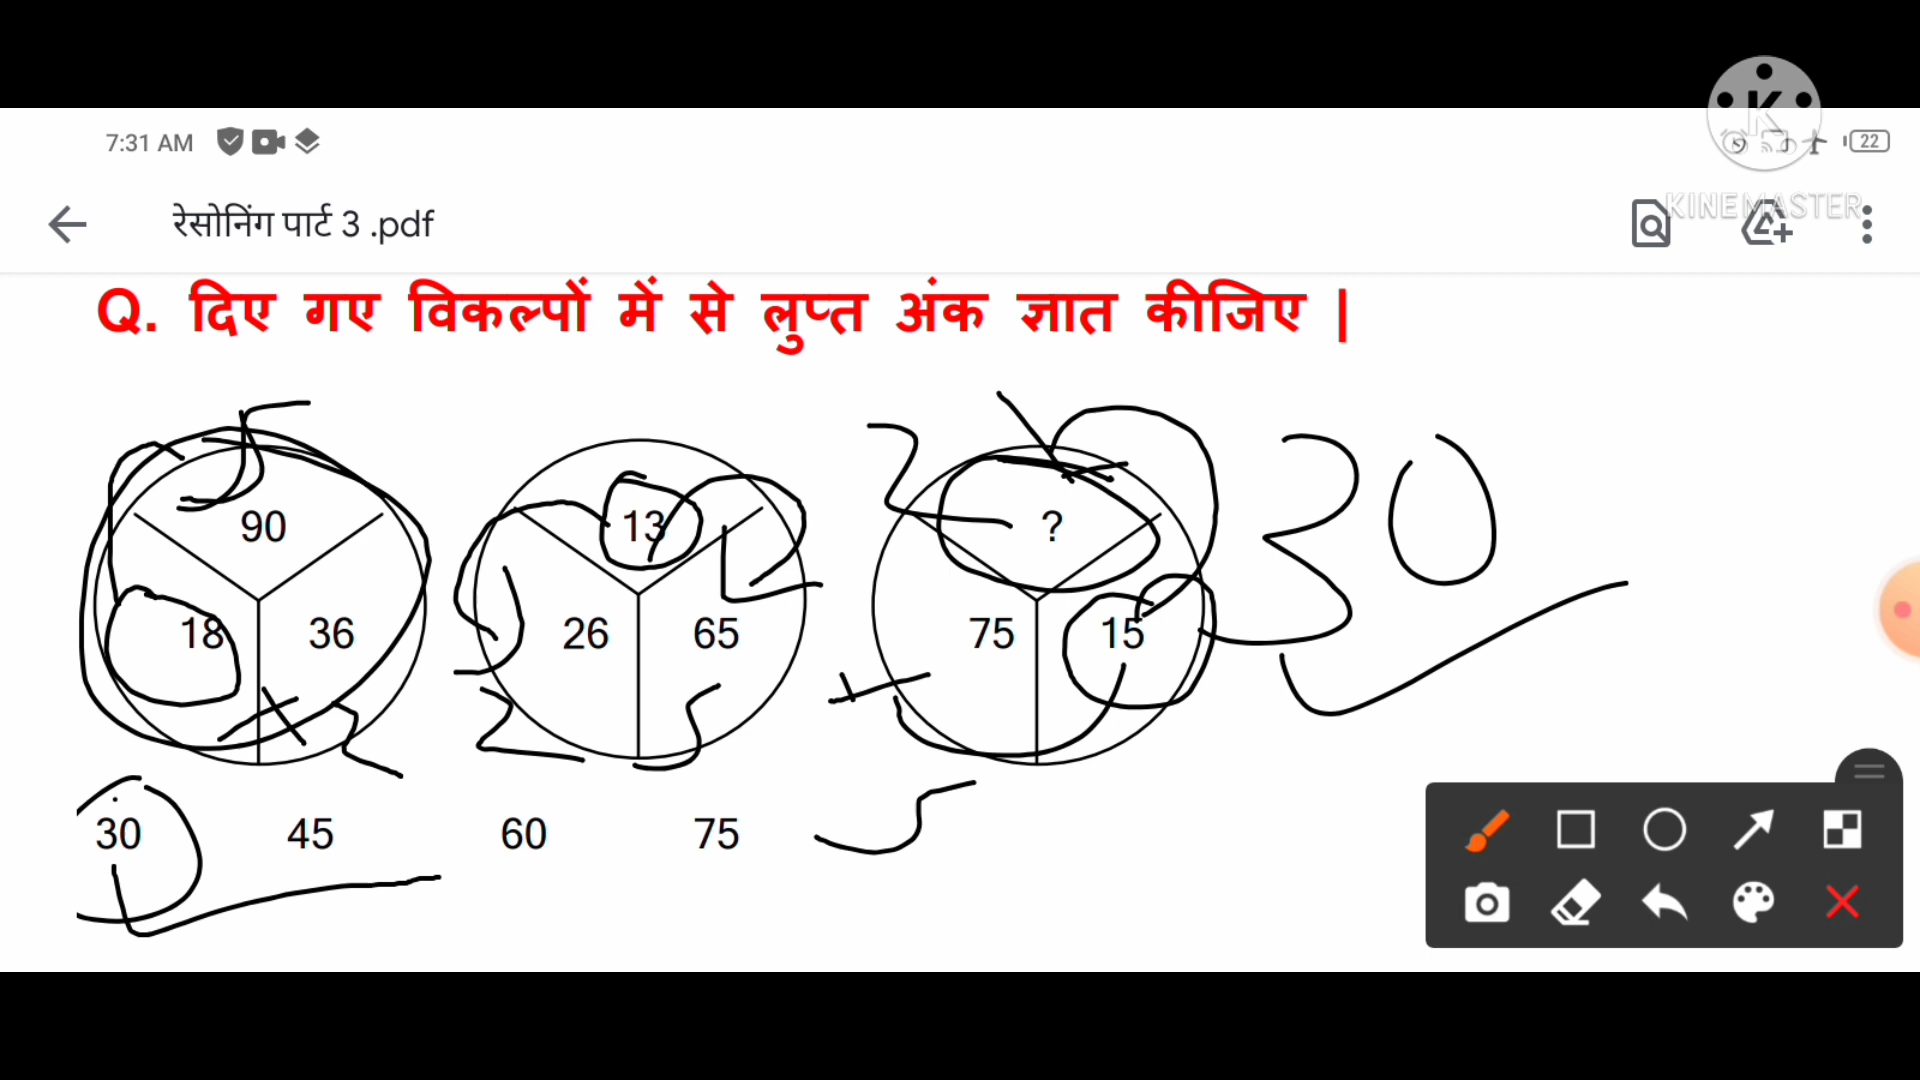 7:31 AM
22
KINEMASTER
रेसोनिंग पार्ट 3 .pdf
Q. दिए गए विकल्पों में से लुप्त अंक ज्ञात कीजिए |
90 13 ? 30
18 36 26 65 75 15
30 45 60 75